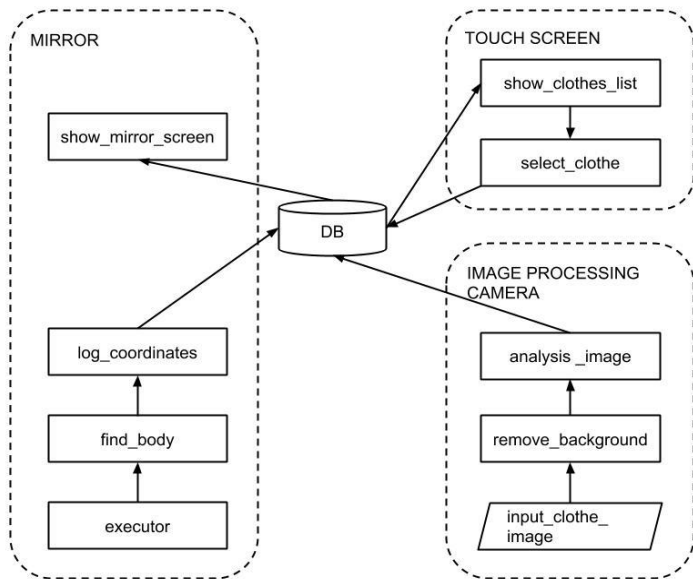 MIRROR
show_mirror_screen
log_coordinates
find_body
executor
DB
TOUCH SCREEN
show_clothes_list
select_clothe
IMAGE PROCESSING
CAMERA
analysis _image
remove_background
input_clothe_
image